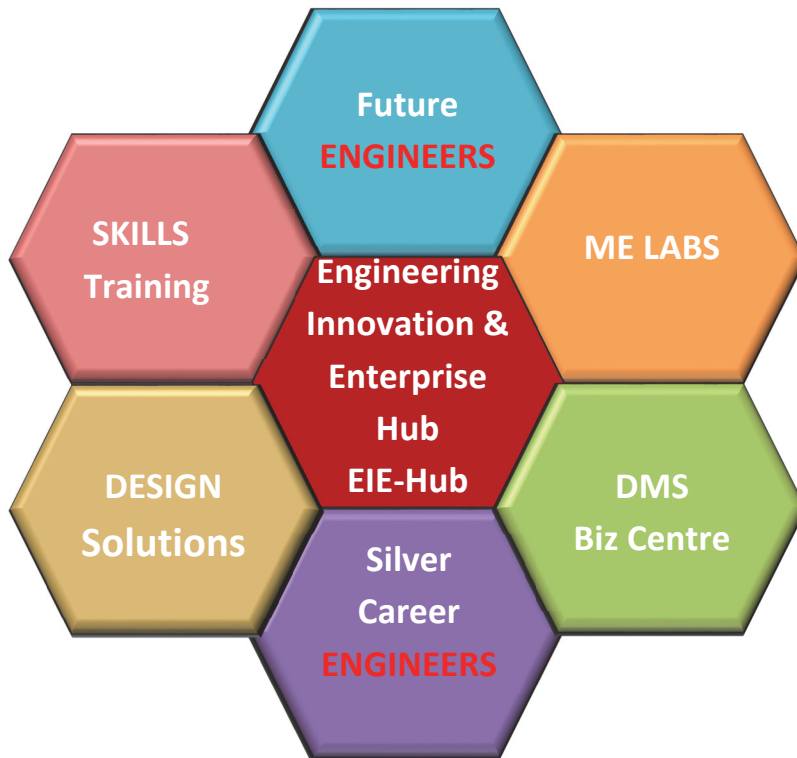 Future
ENGINEERS
SKILLS
Training
ME LABS
Engineering
Innovation &
Enterprise
Hub
EIE-Hub
DESIGN
Solutions
DMS
Biz Centre
Silver
Career
ENGINEERS